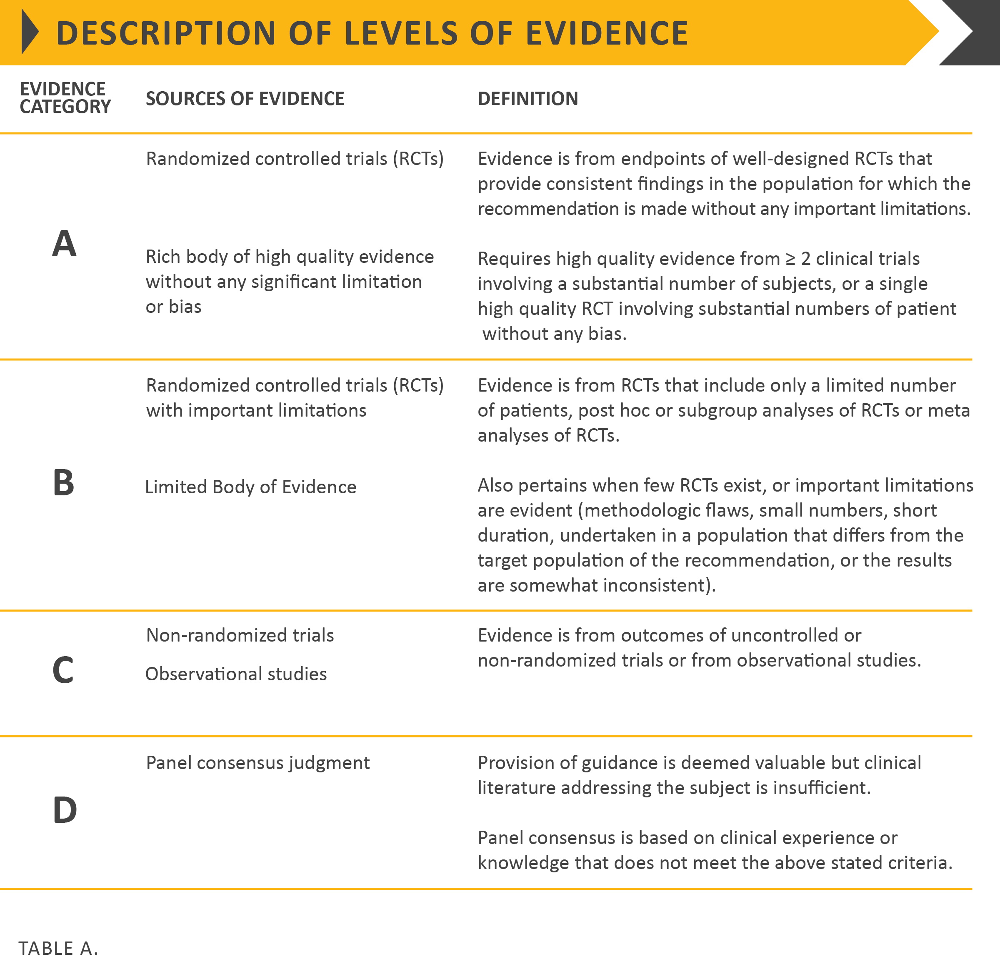 DESCRIPTION OF LEVELS OF EVIDENCE
EVIDENCE
CATEGORY
SOURCES OF EVIDENCE
DEFINITION
A
Randomized controlled trials (RCTs)
Evidence is from endpoints of well-designed RCTs that
provide consistent findings in the population for which the
recommendation is made without any important limitations.
Rich body of high quality evidence
without any significant limitation
or bias
Requires high quality evidence from ≥ 2 clinical trials
involving a substantial number of subjects, or a single
high quality RCT involving substantial numbers of patient
without any bias.
B
Randomized controlled trials (RCTs)
with important limitations
Evidence is from RCTs that include only a limited number
of patients, post hoc or subgroup analyses of RCTs or meta
analyses of RCTs.
Limited Body of Evidence
Also pertains when few RCTs exist, or important limitations
are evident (methodologic flaws, small numbers, short
duration, undertaken in a population that differs from the
target population of the recommendation, or the results
are somewhat inconsistent).
C
Non-randomized trials
Observational studies
Evidence is from outcomes of uncontrolled or
non-randomized trials or from observational studies.
D
Panel consensus judgment
Provision of guidance is deemed valuable but clinical
literature addressing the subject is insufficient.
Panel consensus is based on clinical experience or
knowledge that does not meet the above stated criteria.
TABLE A.